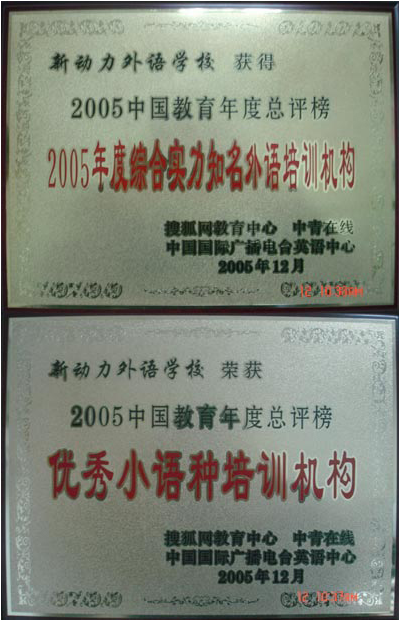 新动力外语学校 获得
2005中国教育年度总评榜
2005年度综合实力知名外语培训机构
搜狐网教育中心 中青在线
中国国际广播电台英语中心
2005年12月
新动力外语学校 荣获
2005中国教育年度总评榜
优秀小语种培训机构
搜狐网教育中心 中青在线
中国国际广播电台英语中心
2005年12月